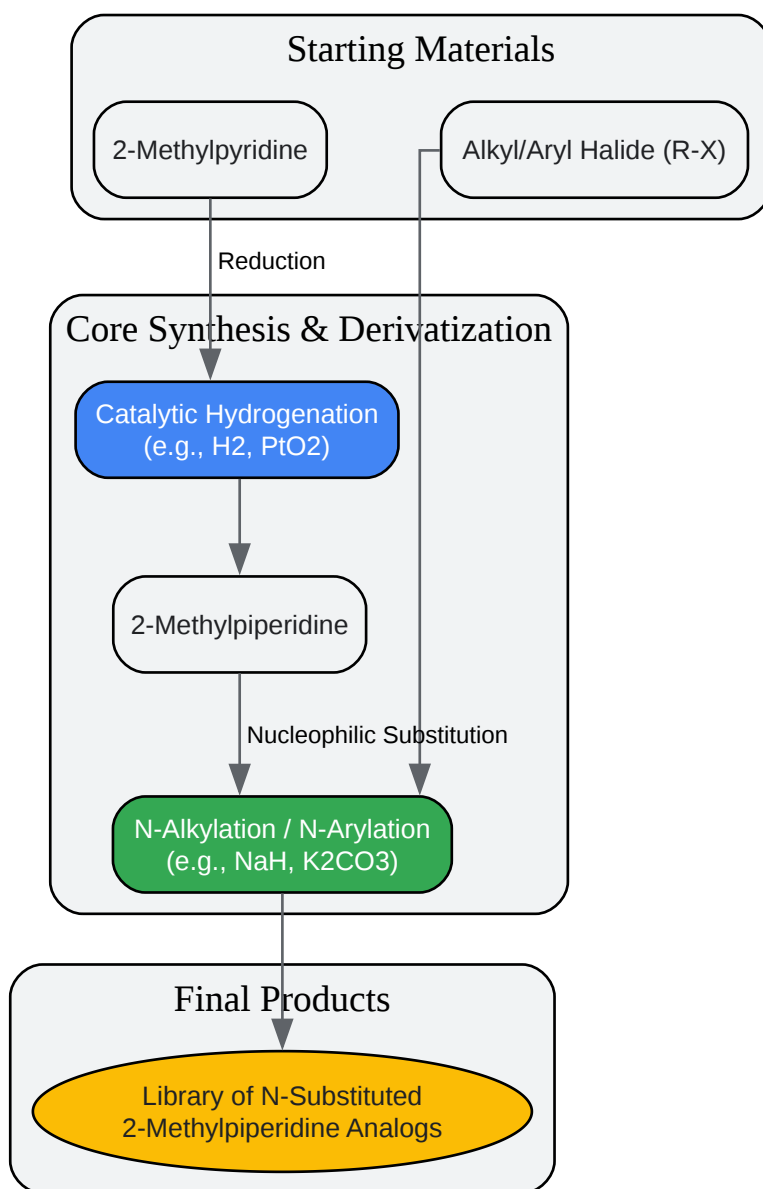 Starting Materials
2-Methylpyridine
Alkyl/Aryl Halide (R-X)
Reduction
Core Synthesis & Derivatization
Catalytic Hydrogenation
(e.g., H2, PtO2)
2-Methylpiperidine
Nucleophilic Substitution
N-Alkylation / N-Arylation
(e.g., NaH, K2CO3)
Final Products
Library of N-Substituted
2-Methylpiperidine Analogs